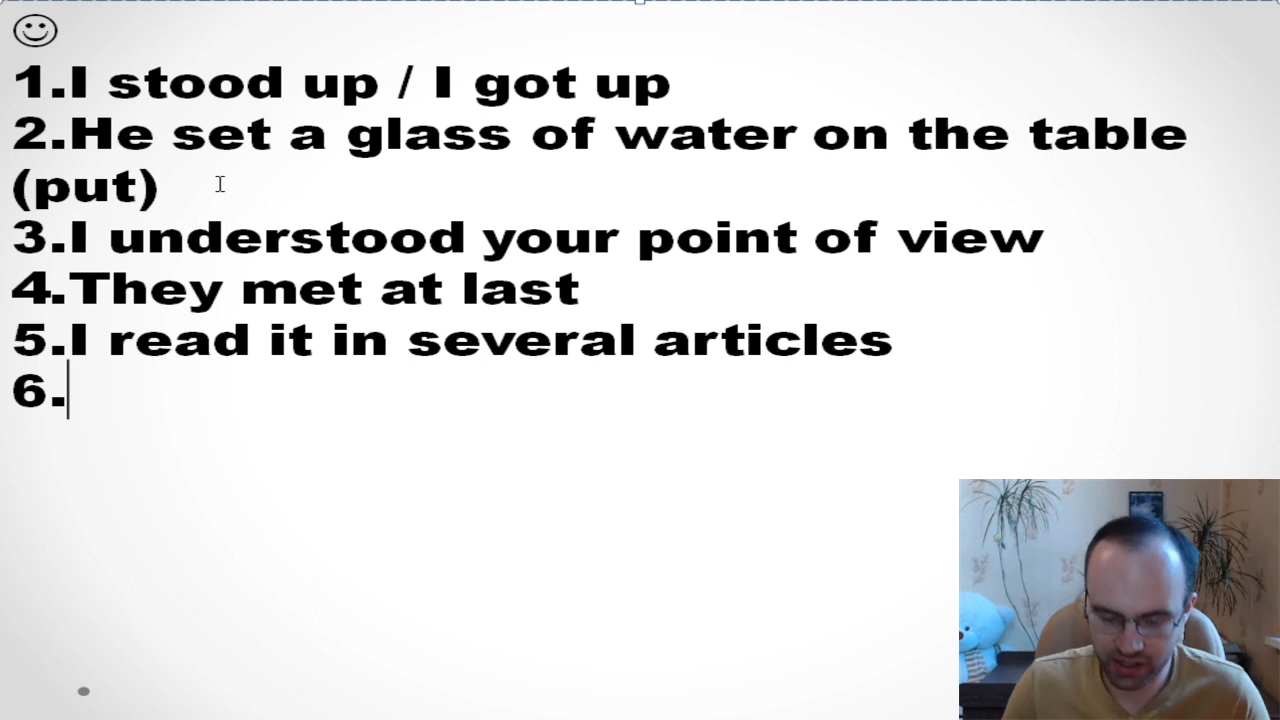 1.I stood up / I got up
2.He set a glass of water on the table
(put)
3.I understood your point of view
4.They met at last
5.I read it in several articles
6.